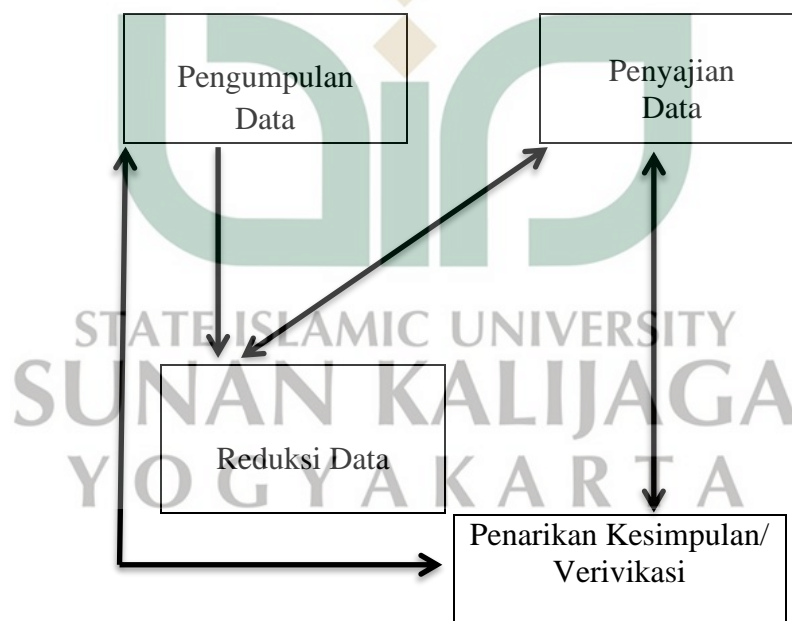 Pengumpulan
Data
Penyajian
Data
STATE ISLAMIC UNIVERSITY
SUNAN KALIJAGA
YOGYAKARTA
Reduksi Data
Penarikan Kesimpulan/
Verivikasi